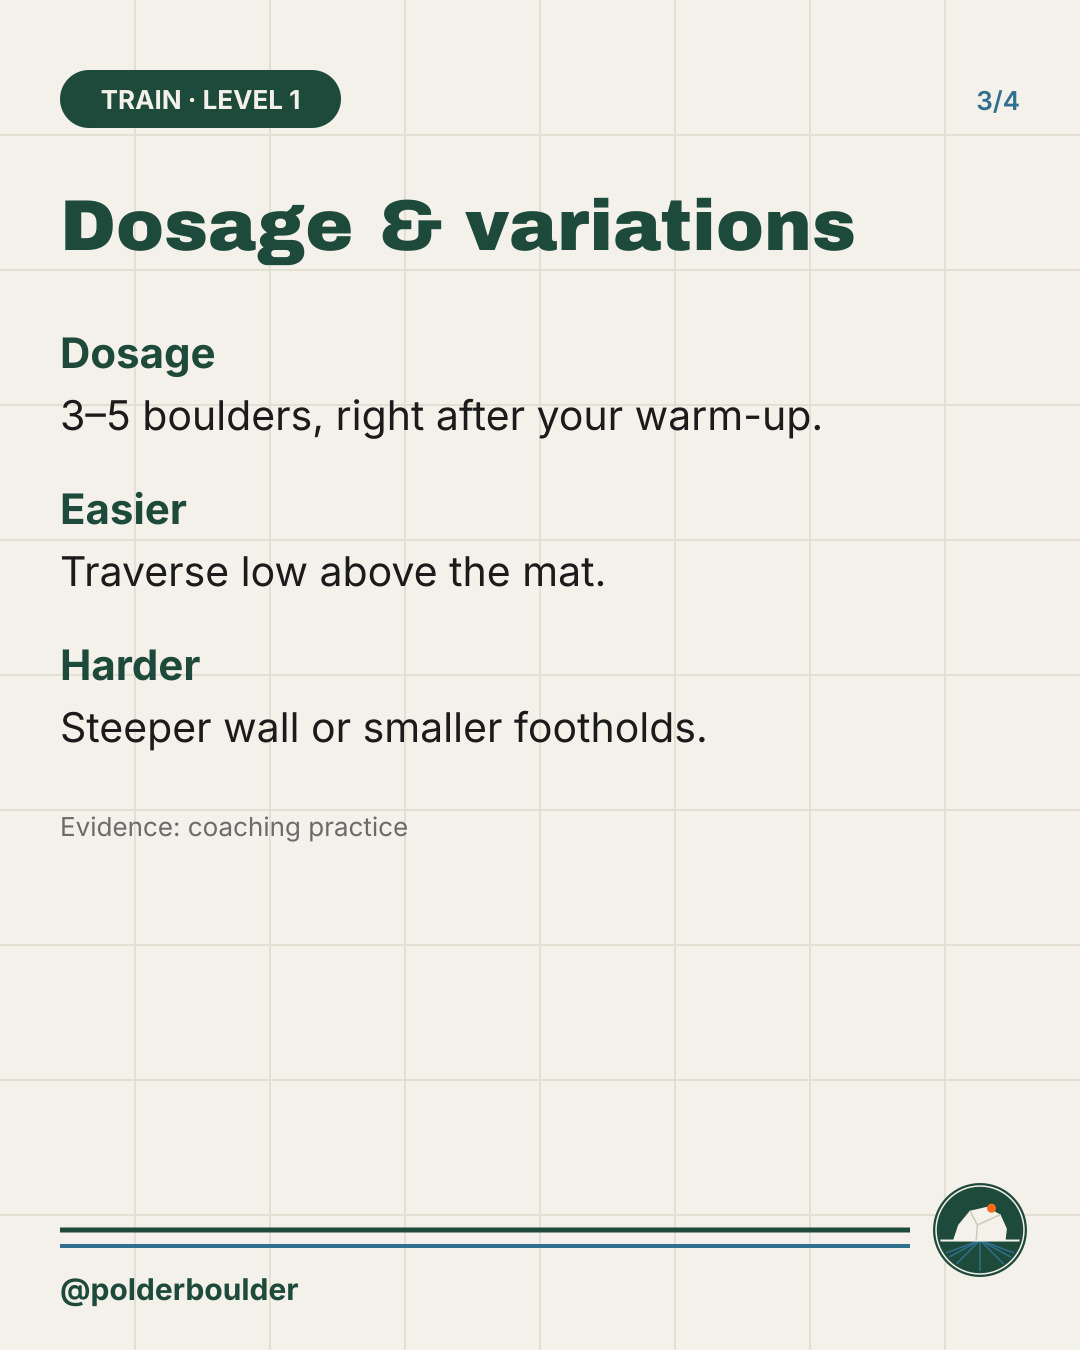 TRAIN · LEVEL 1
3/4
Dosage & variations
Dosage
3–5 boulders, right after your warm-up.
Easier
Traverse low above the mat.
Harder
Steeper wall or smaller footholds.
Evidence: coaching practice
@polderboulder